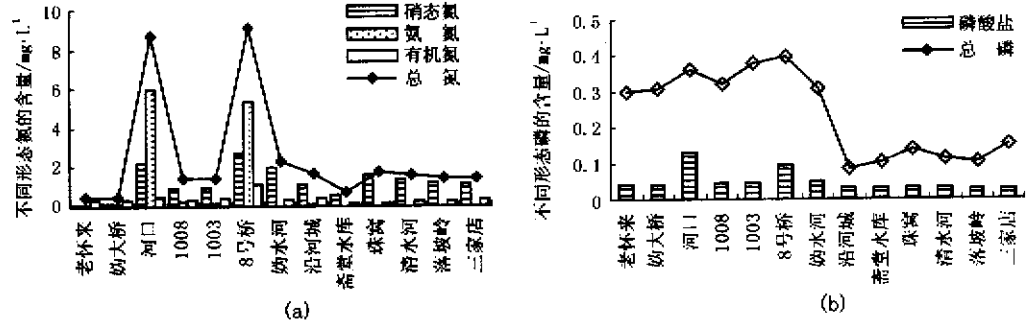 不同形态氮的含量/mg·L⁻¹
10
8
6
4
2
0
硝态氮
氨 氮
有机氮
总 氮
老怀来
妫大桥
河口
1008
1003
8号桥
妫水河
沿河城
斋堂水库
珠窝
清水河
落坡岭
三家店
(a)
不同形态磷的含量/mg·L⁻¹
0.5
0.4
0.3
0.2
0.1
0
磷酸盐
总 磷
老怀来
妫大桥
河口
1008
1003
8号桥
妫水河
沿河城
斋堂水库
珠窝
清水河
落坡岭
三家店
(b)